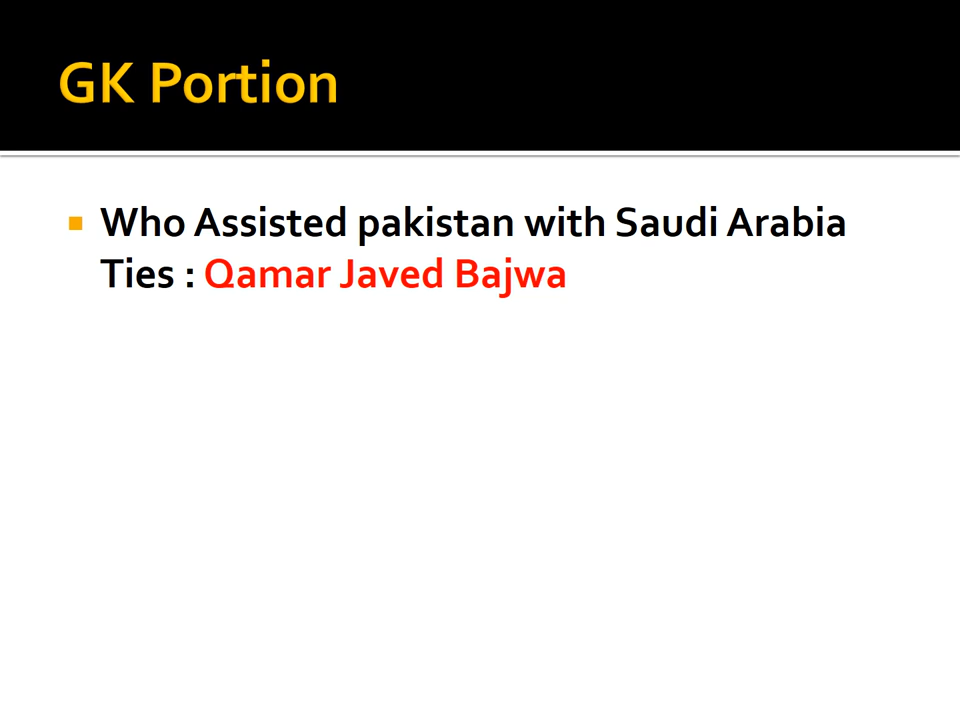 GK Portion
Who Assisted pakistan with Saudi Arabia
Ties : Qamar Javed Bajwa